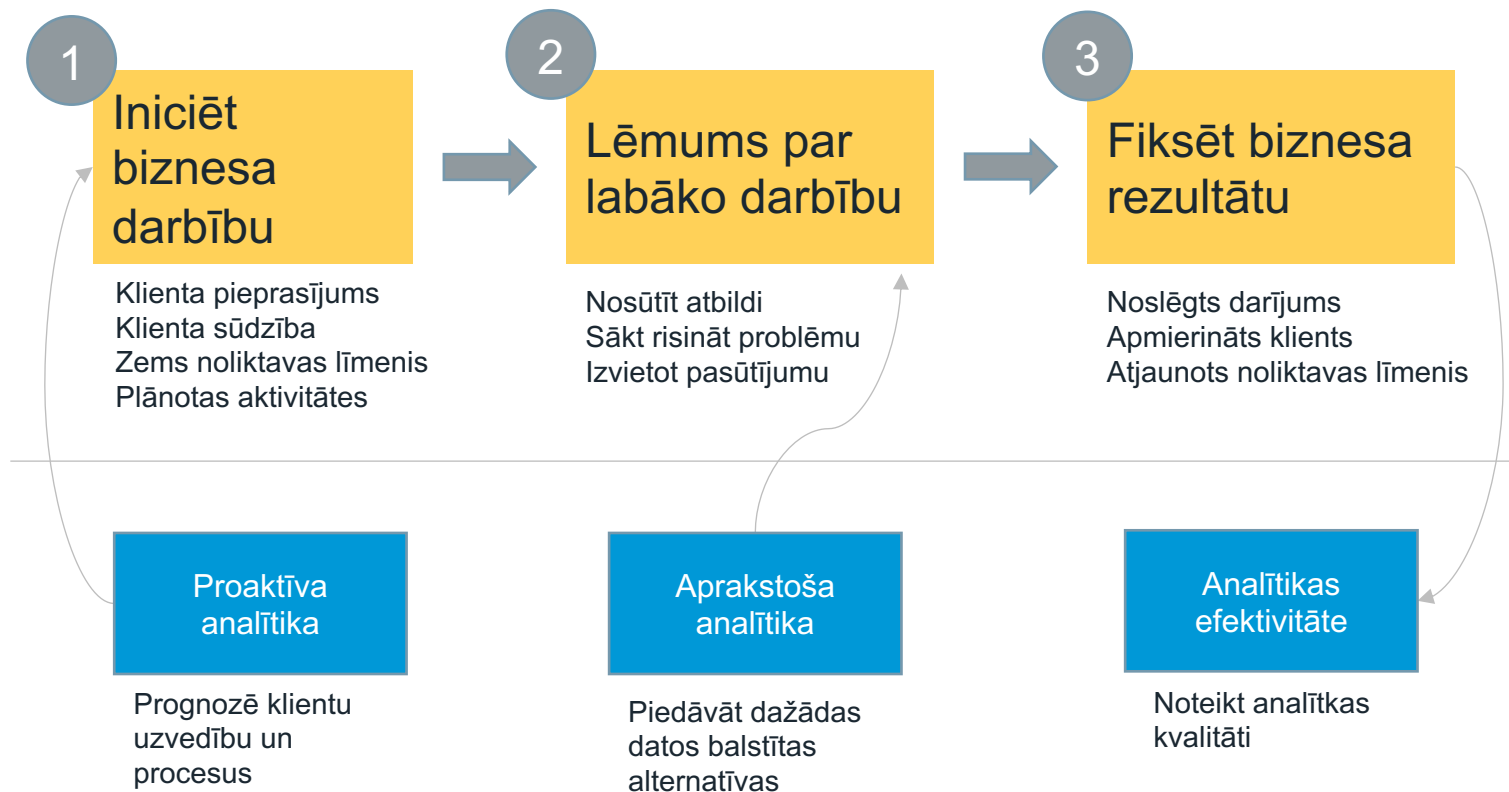 1
Iniciēt
biznesa
darbību
Klienta pieprasījums
Klienta sūdzība
Zems noliktavas līmenis
Plānotas aktivitātes
2
Lēmums par
labāko darbību
Nosūtīt atbildi
Sākt risināt problēmu
Izvietot pasūtījumu
3
Fiksēt biznesa
rezultātu
Noslēgts darījums
Apmierināts klients
Atjaunots noliktavas līmenis
Proaktīva
analītika
Prognozē klientu
uzvedību un
procesus
Aprakstoša
analītika
Piedāvāt dažādas
datos balstītas
alternatīvas
Analītikas
efektivitāte
Noteikt analītkas
kvalitāti